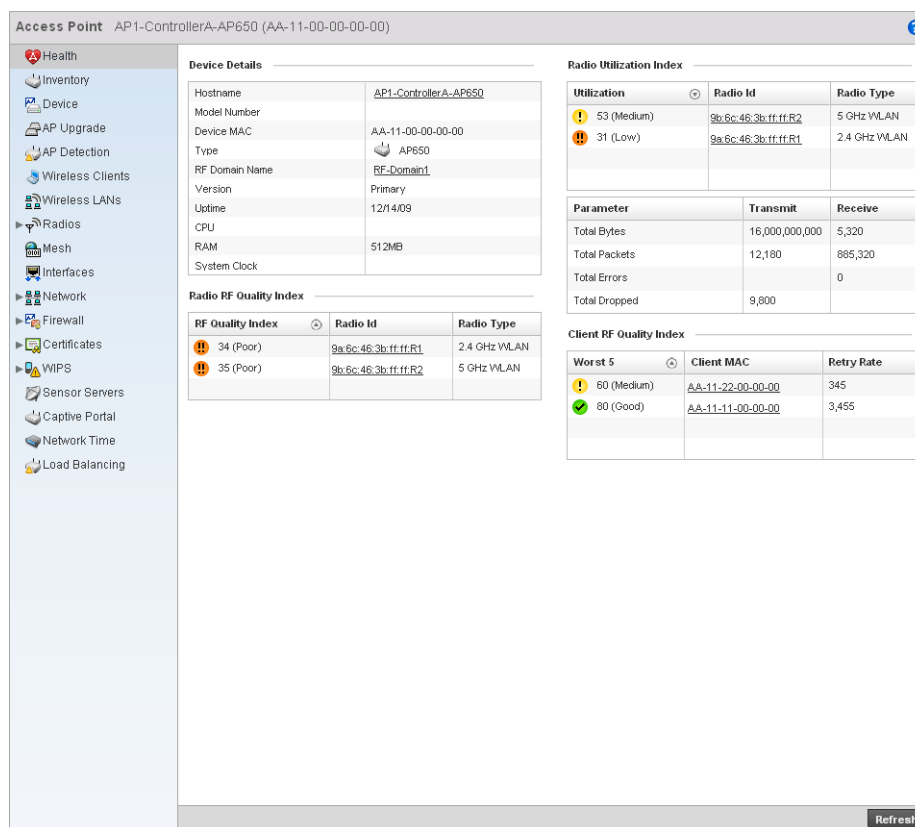 Access Point AP1-ControllerA-AP650 (AA-11-00-00-00-00)
Health
Inventory
Device
AP Upgrade
AP Detection
Wireless Clients
Wireless LANs
Radios
Mesh
Interfaces
Network
Firewall
Certificates
WIPS
Sensor Servers
Captive Portal
Network Time
Load Balancing
Device Details
Hostname AP1-ControllerA-AP650
Model Number
Device MAC AA-11-00-00-00-00
Type AP650
RF Domain Name RF-Domain1
Version Primary
Uptime 12/14/09
CPU
RAM 512MB
System Clock
Radio RF Quality Index
RF Quality Index Radio Id Radio Type
34 (Poor) 9a:6c:46:3b:ff:ff:R1 2.4 GHz WLAN
35 (Poor) 9b:6c:46:3b:ff:ff:R2 5 GHz WLAN
Radio Utilization Index
Utilization Radio Id Radio Type
53 (Medium) 9b:6c:46:3b:ff:ff:R2 5 GHz WLAN
31 (Low) 9a:6c:46:3b:ff:ff:R1 2.4 GHz WLAN
Parameter Transmit Receive
Total Bytes 16,000,000,000 5,320
Total Packets 12,180 885,320
Total Errors 0
Total Dropped 9,800
Client RF Quality Index
Worst 5 Client MAC Retry Rate
60 (Medium) AA-11-22-00-00-00 345
80 (Good) AA-11-11-00-00-00 3,455
Refresh